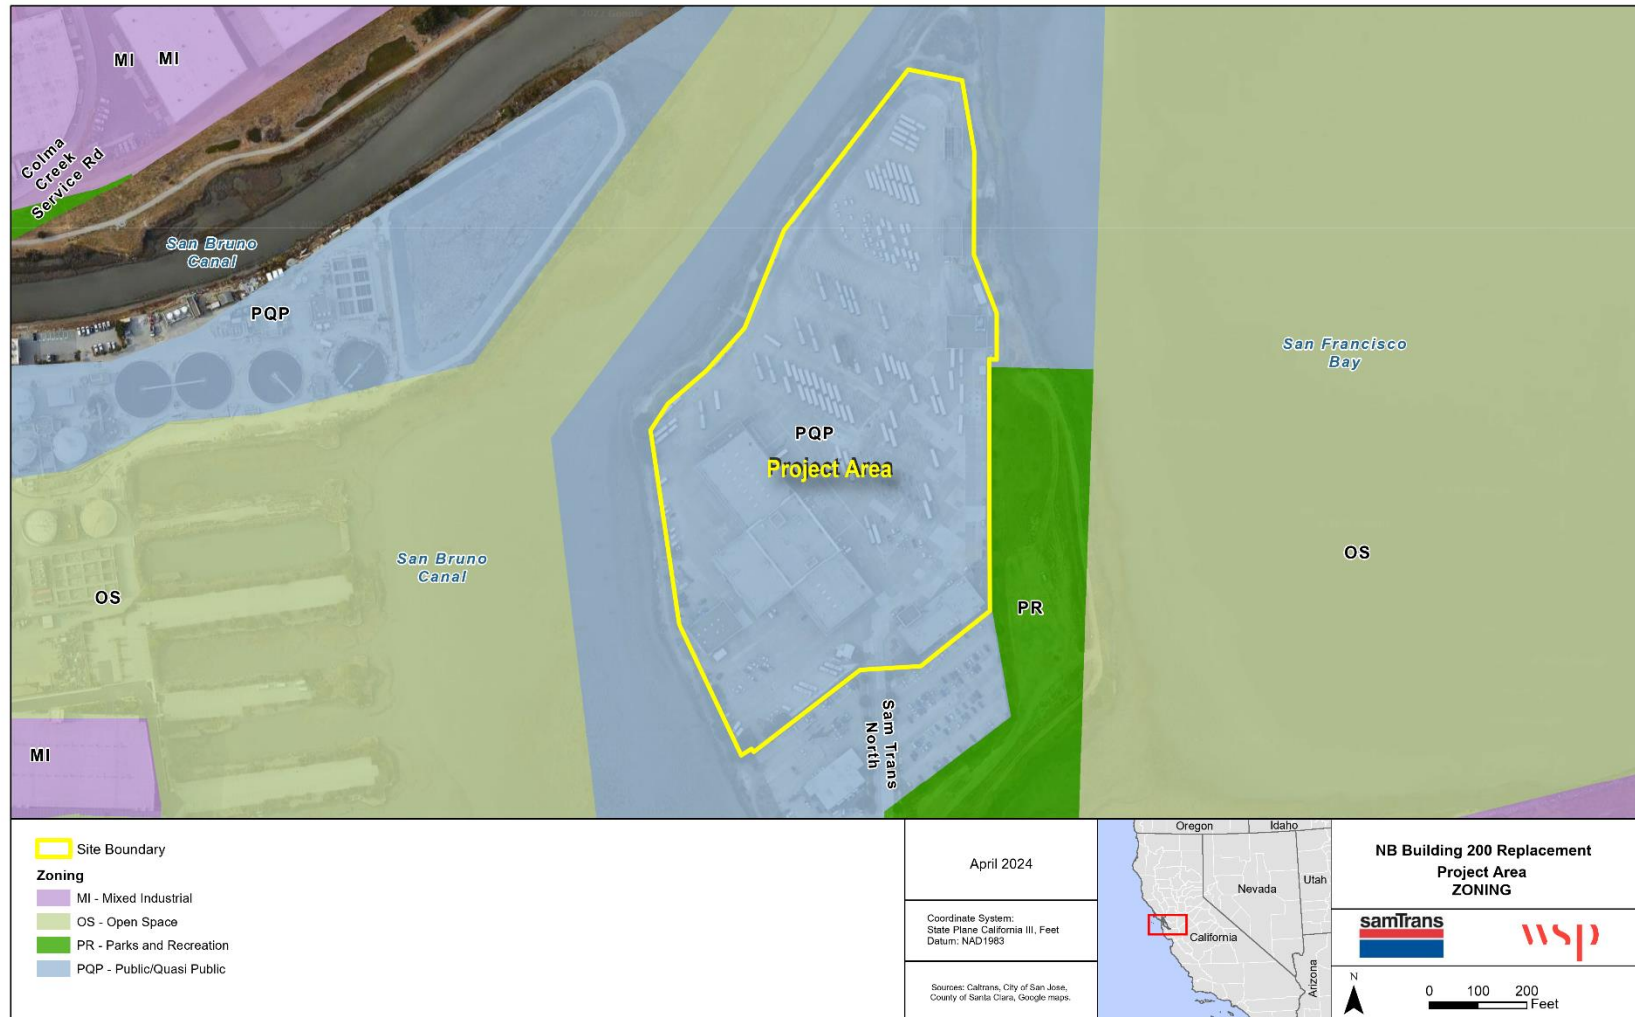 MI MI
Colma
Creek
Service Rd
San Bruno
Canal
PQP
San Francisco
Bay
PQP
Project Area
San Bruno
Canal
OS
OS
PR
Sam Trans
North
MI
Site Boundary
Zoning
MI - Mixed Industrial
OS - Open Space
PR - Parks and Recreation
PQP - Public/Quasi Public
April 2024
Coordinate System:
State Plane California III, Feet
Datum: NAD1983
Sources: Caltrans, City of San Jose,
County of Santa Clara, Google maps.
Oregon
Idaho
Nevada
Utah
California
Arizona
NB Building 200 Replacement
Project Area
ZONING
samTrans
wsp
N
0 100 200
Feet